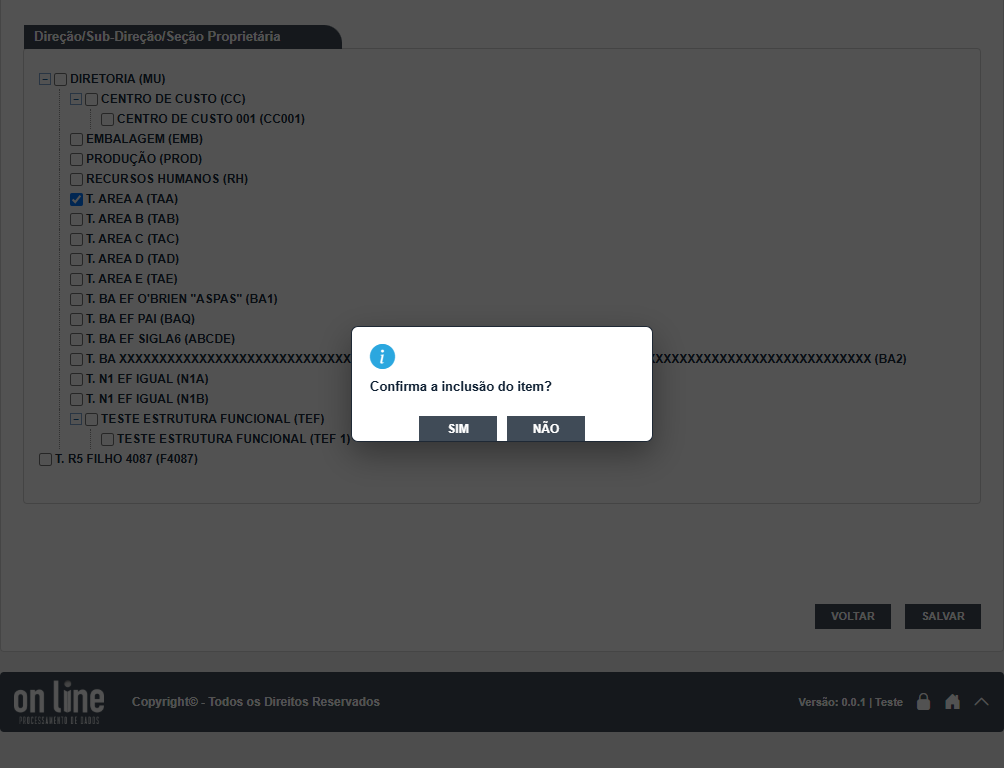 Direção/Sub-Direção/Seção Proprietária
DIRETORIA (MU)
CENTRO DE CUSTO (CC)
CENTRO DE CUSTO 001 (CC001)
EMBALAGEM (EMB)
PRODUÇÃO (PROD)
RECURSOS HUMANOS (RH)
T. AREA A (TAA)
T. AREA B (TAB)
T. AREA C (TAC)
T. AREA D (TAD)
T. AREA E (TAE)
T. BA EF O'BRIEN "ASPAS" (BA1)
T. BA EF PAI (BAQ)
T. BA EF SIGLA6 (ABCDE)
T. BA (BA2)
T. N1 EF IGUAL (N1A)
T. N1 EF IGUAL (N1B)
TESTE ESTRUTURA FUNCIONAL (TEF)
TESTE ESTRUTURA FUNCIONAL (TEF 1)
T. R5 FILHO 4087 (F4087)
i
Confirma a inclusão do item?
SIM NÃO
VOLTAR SALVAR
on line
PORCESSAMENTO DE DADOS
Copyright© - Todos os Direitos Reservados
Versão: 0.0.1 | Teste